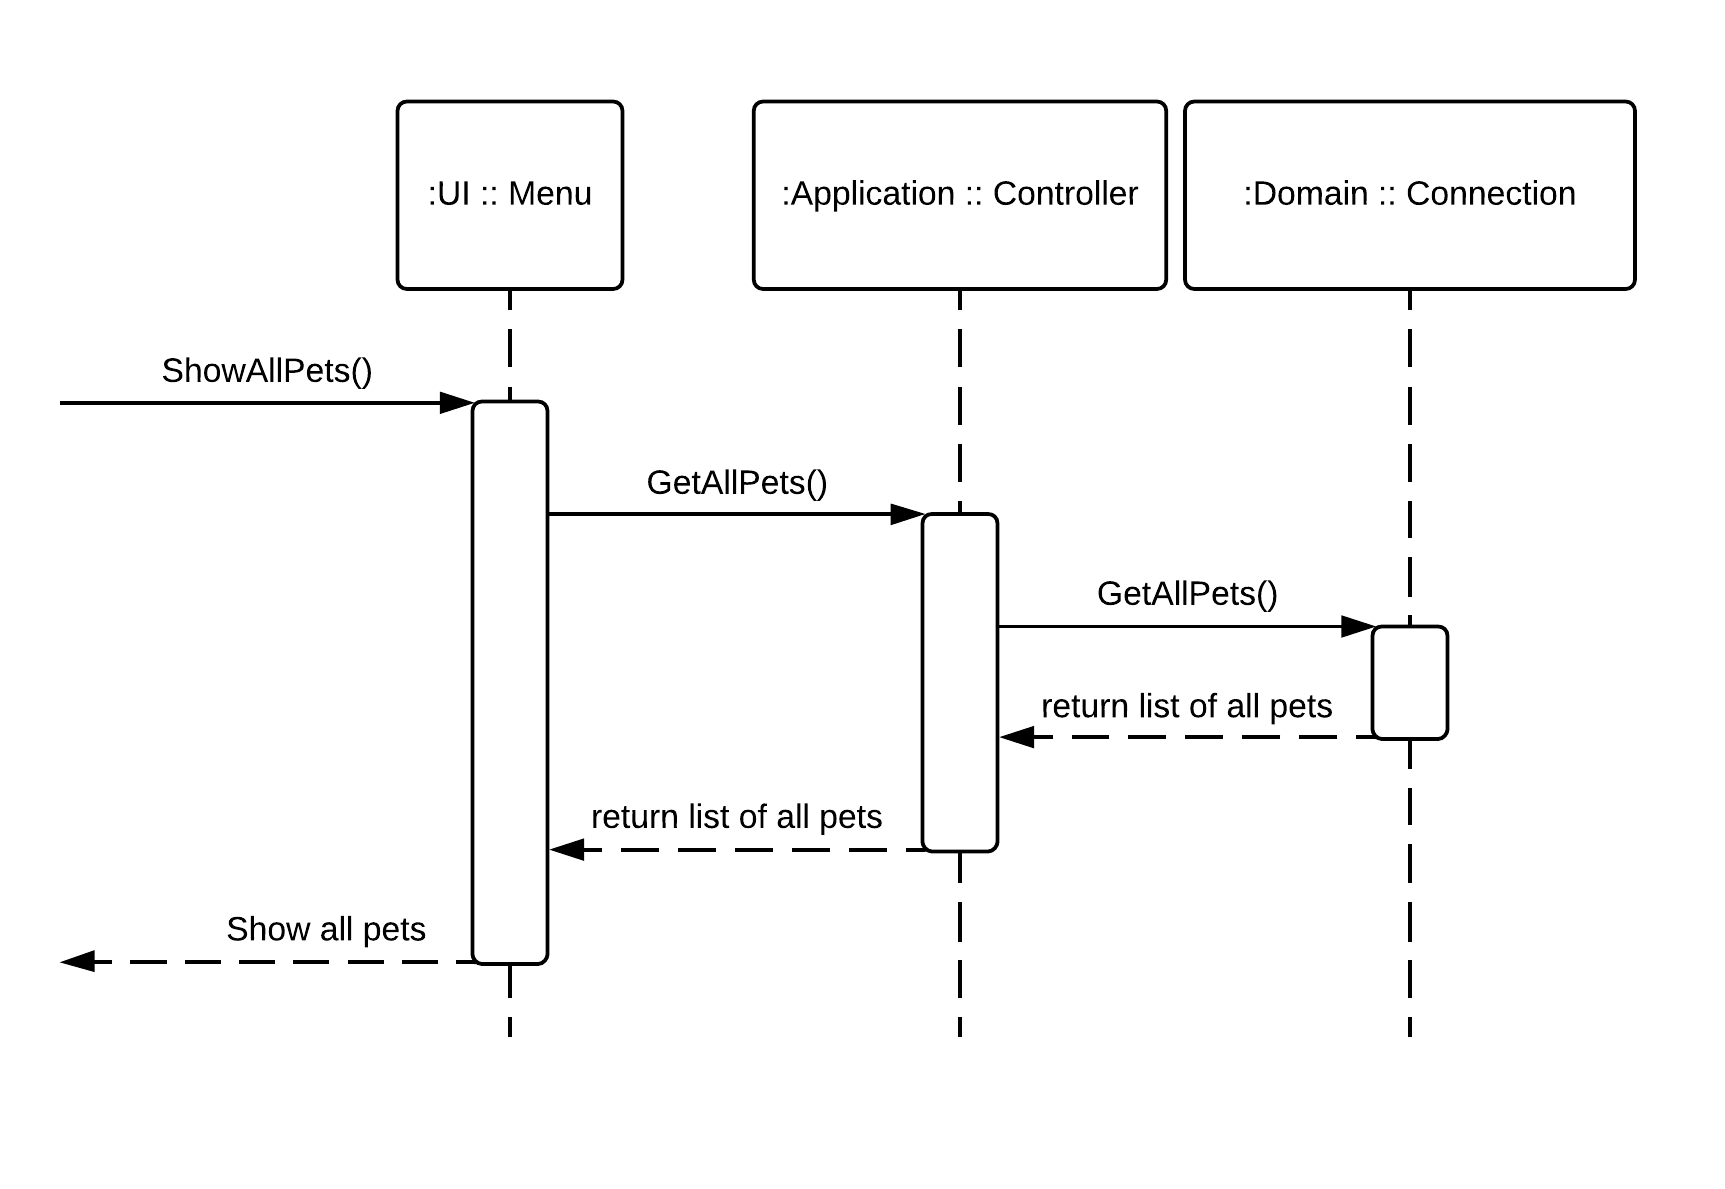 :UI :: Menu
:Application :: Controller
:Domain :: Connection
ShowAllPets()
GetAllPets()
GetAllPets()
return list of all pets
return list of all pets
Show all pets